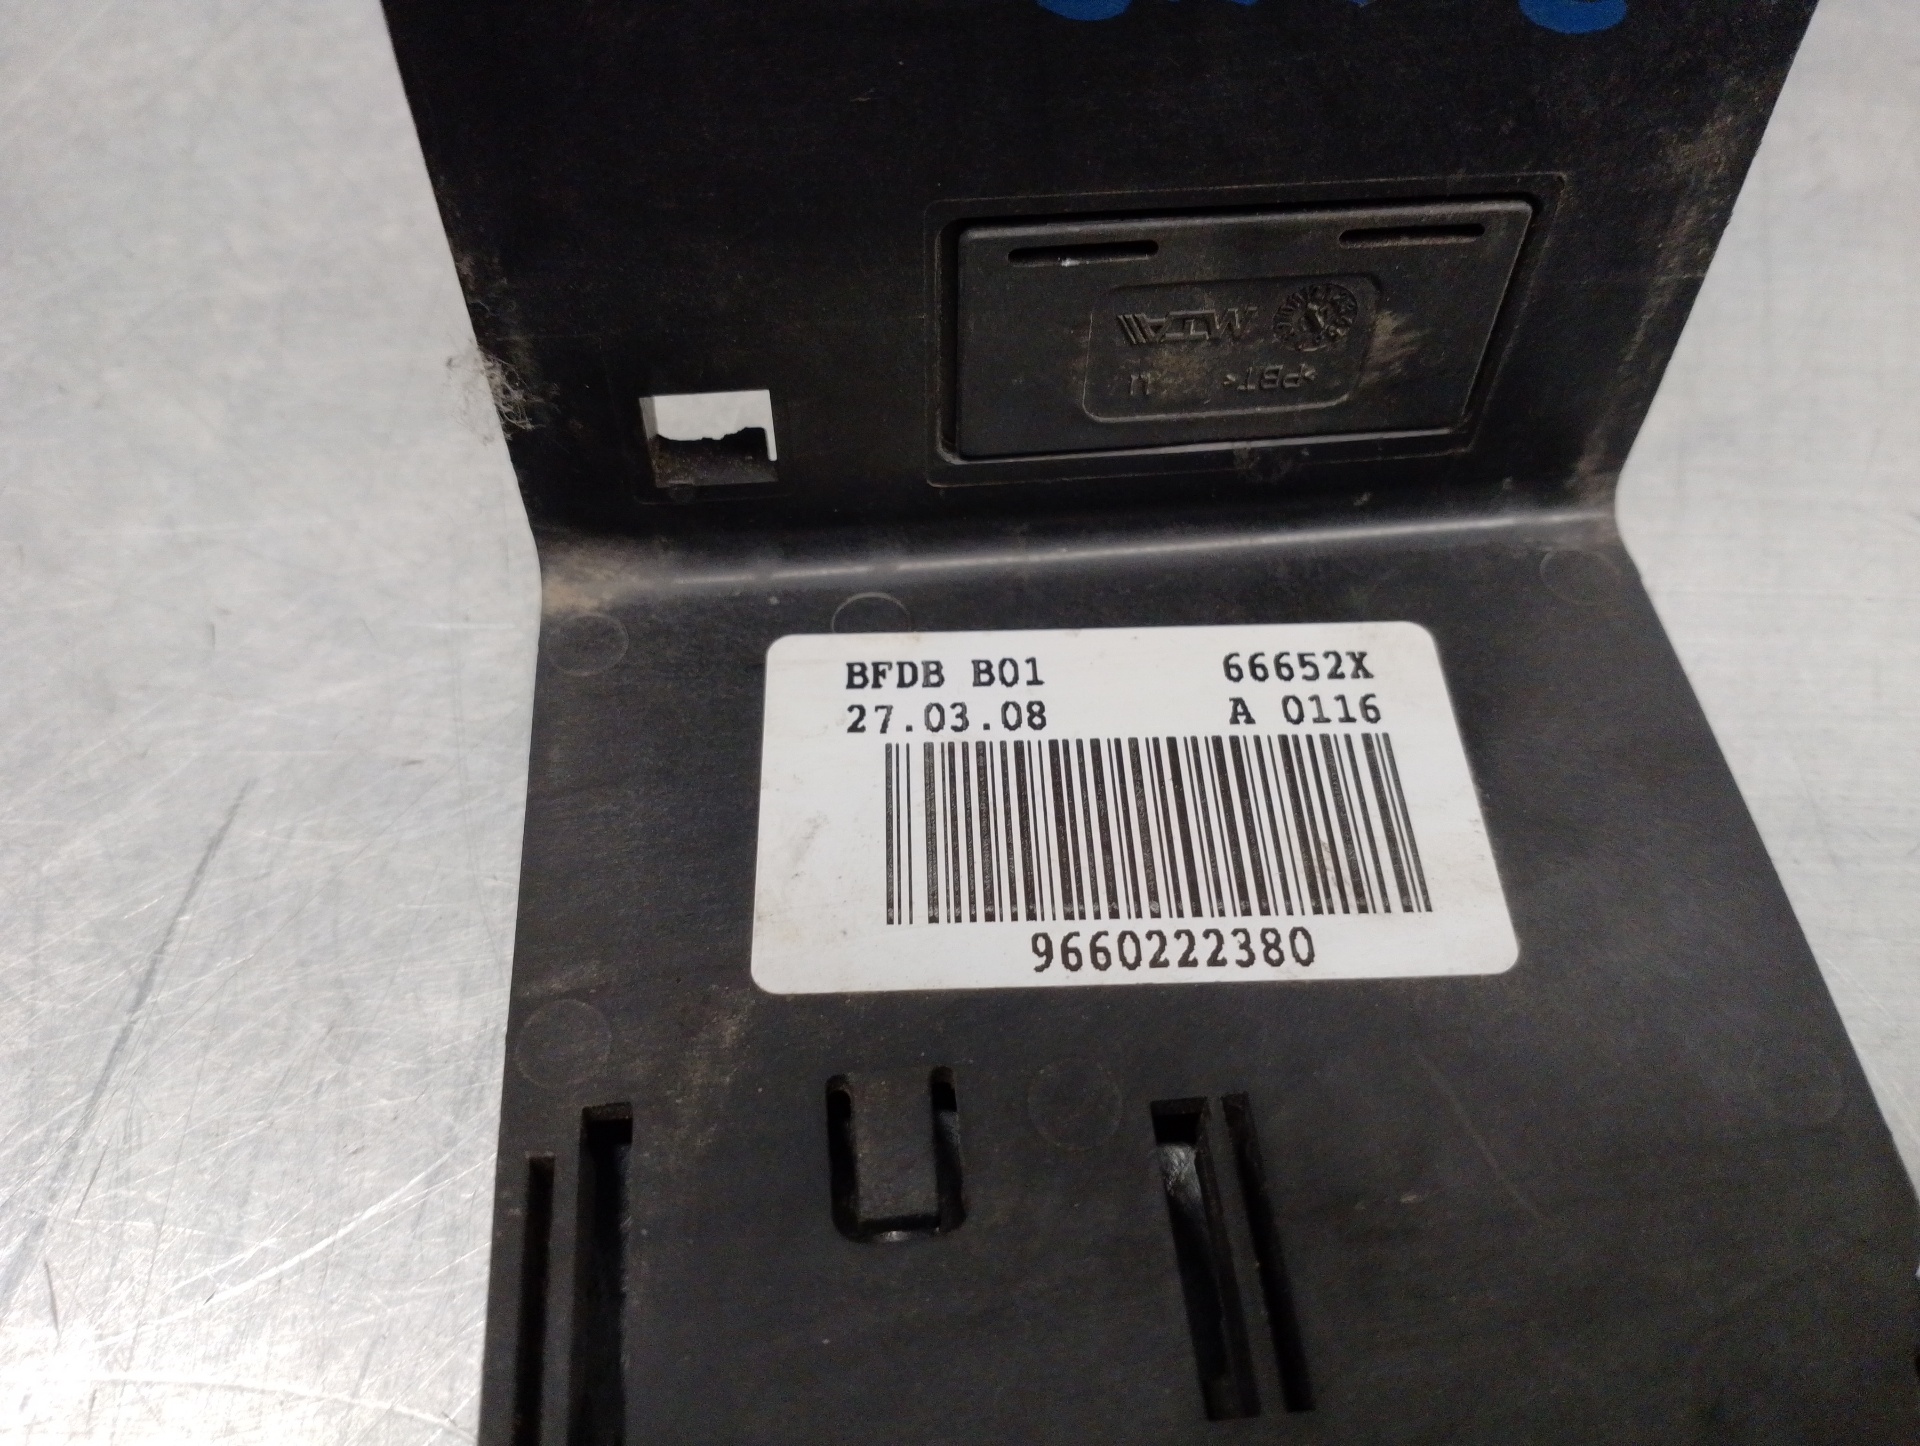 MTA
>PBT<
BFDB B01 66652X
27.03.08 A 0116
9660222380